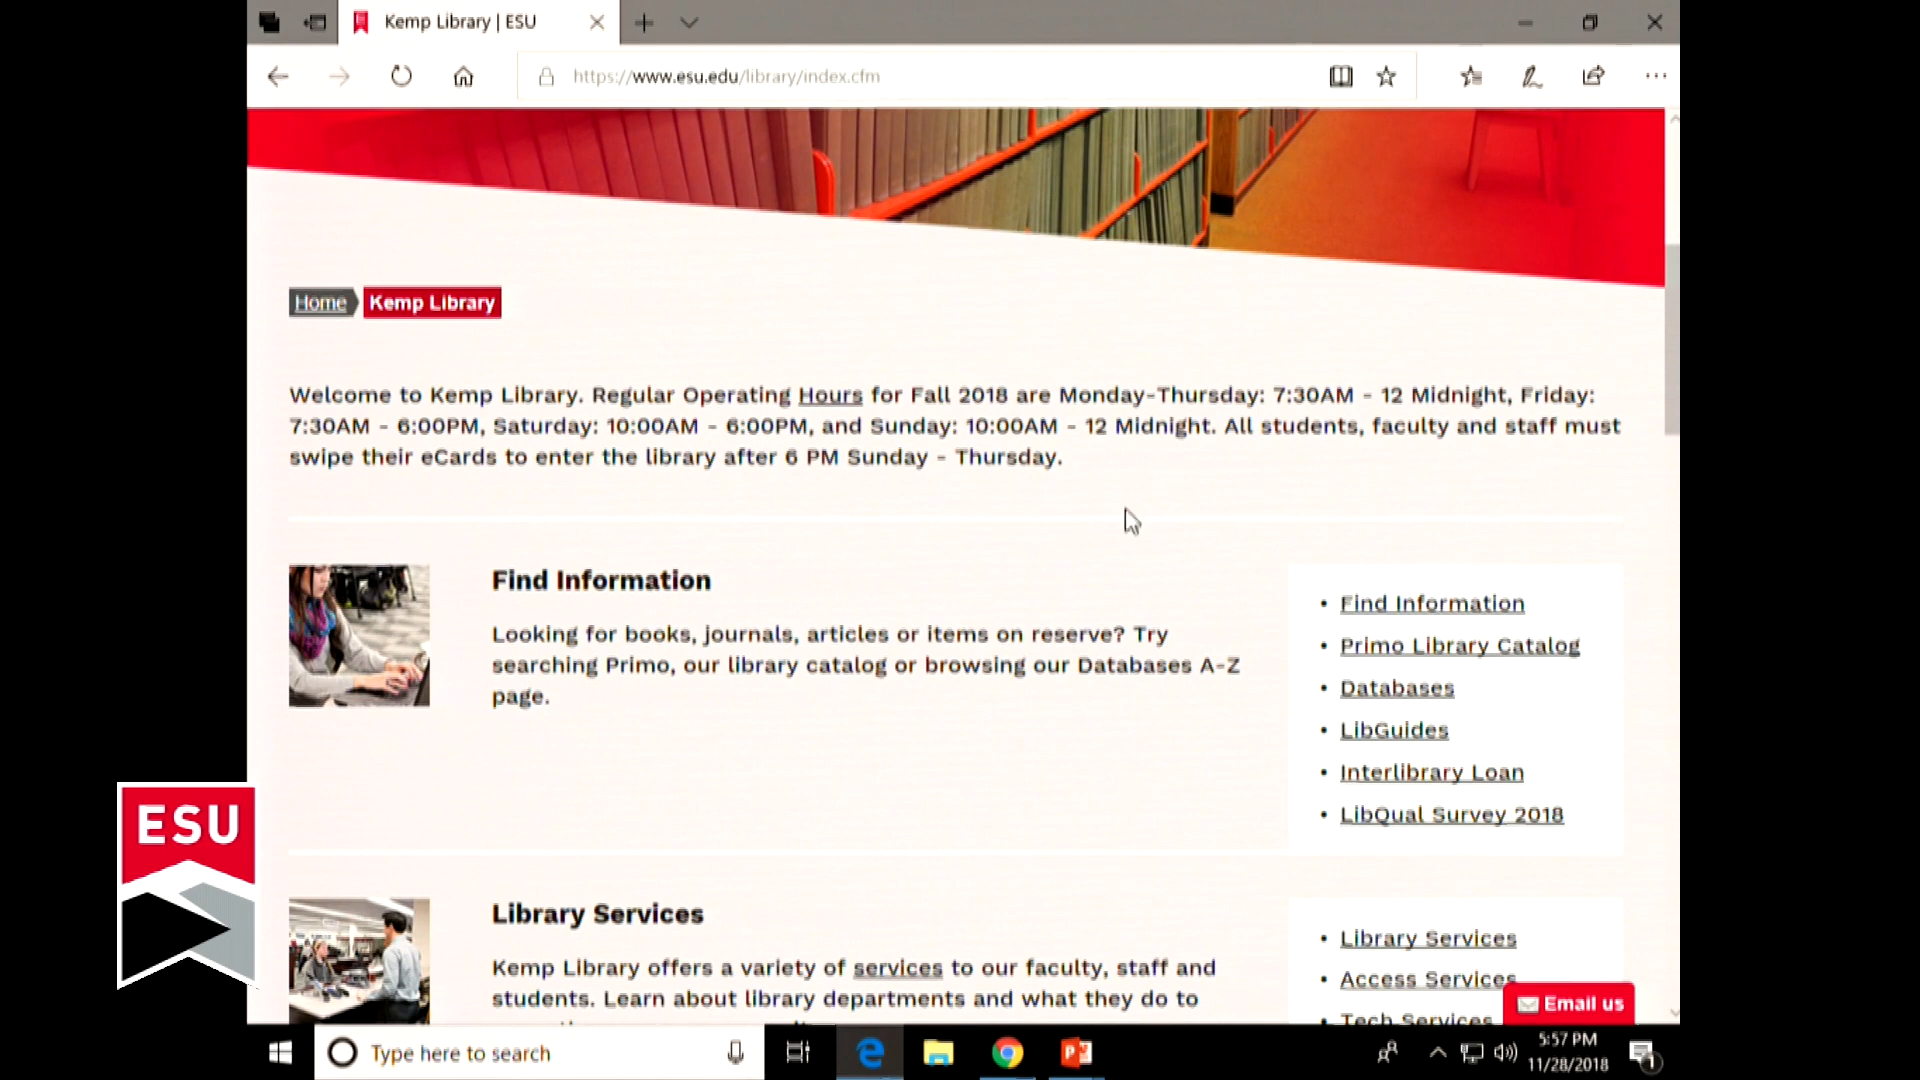 Kemp Library | ESU
https://www.esu.edu/library/index.cfm
Home
Kemp Library
Welcome to Kemp Library. Regular Operating Hours for Fall 2018 are Monday-Thursday: 7:30AM - 12 Midnight, Friday:
7:30AM - 6:00PM, Saturday: 10:00AM - 6:00PM, and Sunday: 10:00AM - 12 Midnight. All students, faculty and staff must
swipe their eCards to enter the library after 6 PM Sunday - Thursday.
Find Information
Looking for books, journals, articles or items on reserve? Try
searching Primo, our library catalog or browsing our Databases A-Z
page.
• Find Information
• Primo Library Catalog
• Databases
• LibGuides
• Interlibrary Loan
• LibQual Survey 2018
ESU
Library Services
Kemp Library offers a variety of services to our faculty, staff and
students. Learn about library departments and what they do to
• Library Services
• Access Services
• Tech Services
Email us
Type here to search
5:57 PM
11/28/2018
1